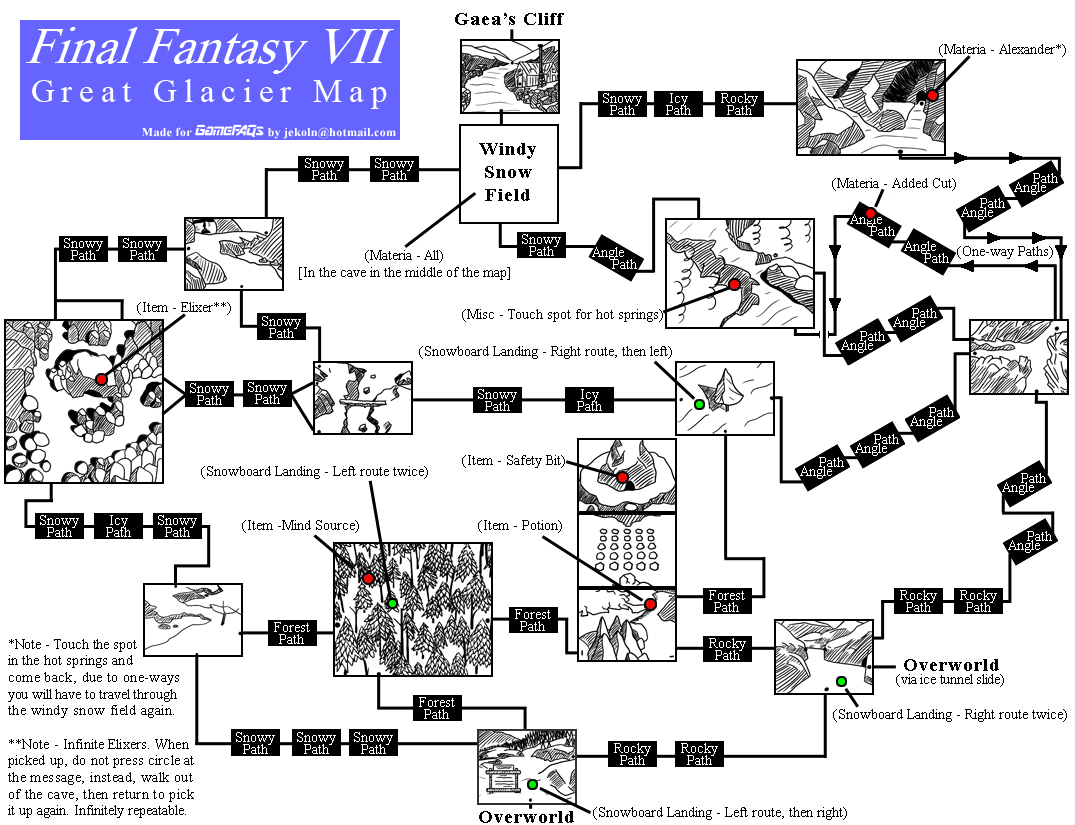 Final Fantasy VII
Great Glacier Map
Made for GameFAQs by jekoln@hotmail.com
Gaea's Cliff
(Materia - Alexander*)
Snowy Path
Icy Path
Rocky Path
Windy
Snow
Field
Snowy Path
Snowy Path
Angle Path
Angle Path
(Materia - Added Cut)
Angle Path
Angle Path
(One-way Paths)
Snowy Path
Snowy Path
(Materia - All)
[In the cave in the middle of the map]
Snowy Path
Angle Path
(Item - Elixer**)
Snowy Path
(Misc - Touch spot for hot springs)
Angle Path
Angle Path
(Snowboard Landing - Right route, then left)
Snowy Path
Snowy Path
Snowy Path
Icy Path
Angle Path
Angle Path
Angle Path
(Snowboard Landing - Left route twice)
(Item - Safety Bit)
Angle Path
Angle Path
Snowy Path
Icy Path
Snowy Path
(Item -Mind Source)
(Item - Potion)
Forest Path
Rocky Path
Rocky Path
Forest Path
Forest Path
Rocky Path
*Note - Touch the spot
in the hot springs and
come back, due to one-ways
you will have to travel through
the windy snow field again.
Overworld
(via ice tunnel slide)
Forest Path
(Snowboard Landing - Right route twice)
**Note - Infinite Elixers. When
picked up, do not press circle at
the message, instead, walk out
of the cave, then return to pick
it up again. Infinitely repeatable.
Snowy Path
Snowy Path
Snowy Path
Rocky Path
Rocky Path
(Snowboard Landing - Left route, then right)
Overworld